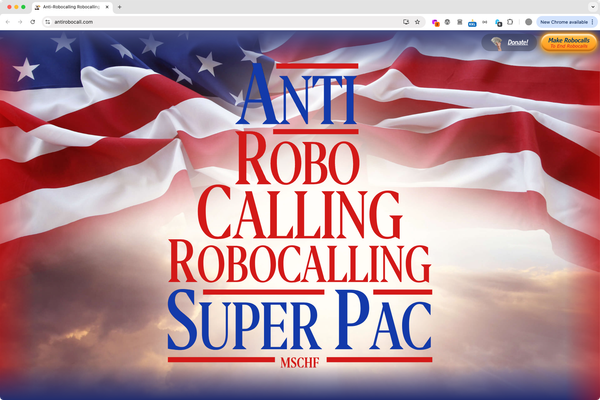 Anti-Robocalling Robocalling
antirobocall.com
New Chrome available
Donate!
Make Robocalls
To End Robocalls
ANTI
ROBO
CALLING
ROBOCALLING
SUPER PAC
MSCHF